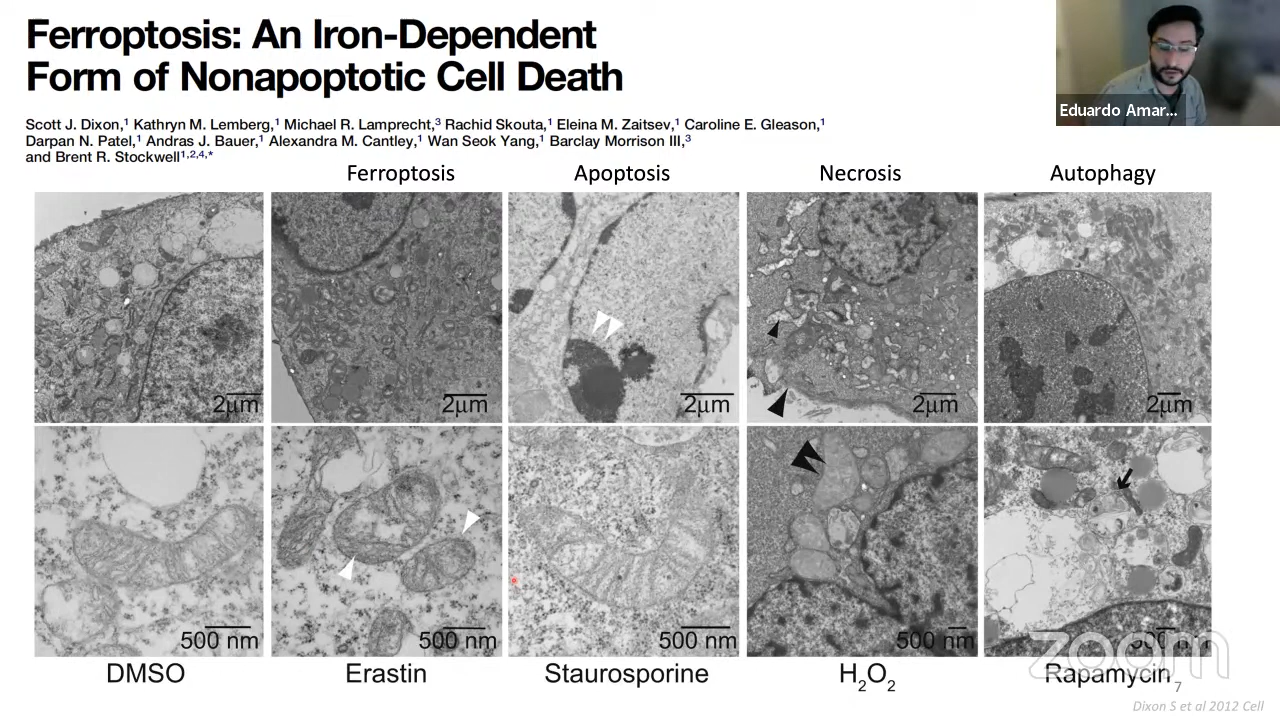 Ferroptosis: An Iron-Dependent
Form of Nonapoptotic Cell Death
Eduardo Amar...
Scott J. Dixon,¹ Kathryn M. Lemberg,¹ Michael R. Lamprecht,³ Rachid Skouta,¹ Eleina M. Zaitsev,¹ Caroline E. Gleason,¹
Darpan N. Patel,¹ Andras J. Bauer,¹ Alexandra M. Cantley,¹ Wan Seok Yang,¹ Barclay Morrison III,³
and Brent R. Stockwell¹,²,⁴,*
Ferroptosis Apoptosis Necrosis Autophagy
2µm 2µm 2µm 2µm 2µm
500 nm 500 nm 500 nm 500 nm 500 nm
DMSO Erastin Staurosporine H₂O₂ Rapamycin
zoom
7
Dixon S et al 2012 Cell